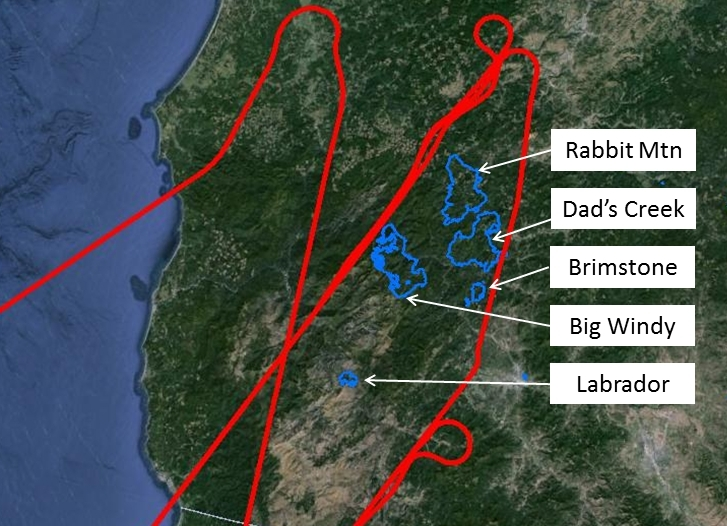 Rabbit Mtn
Dad's Creek
Brimstone
Big Windy
Labrador